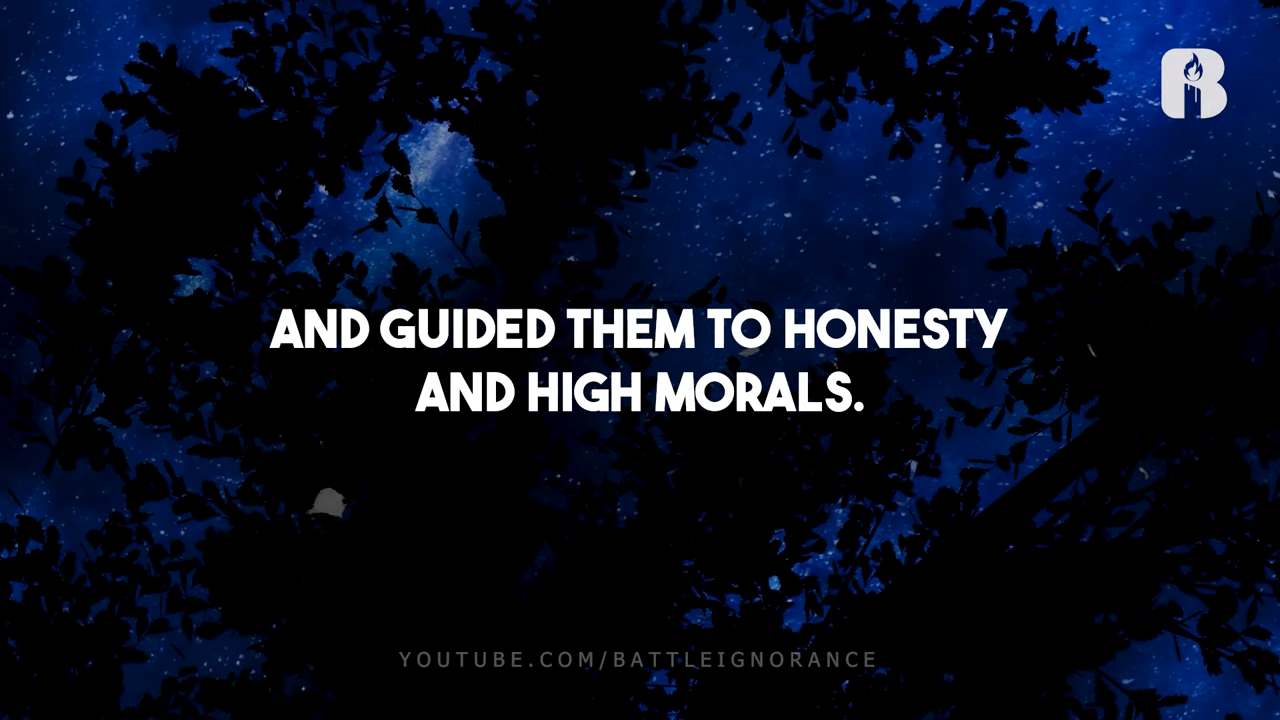 AND GUIDED THEM TO HONESTY
AND HIGH MORALS.
YOUTUBE.COM/BATTLEIGNORANCE